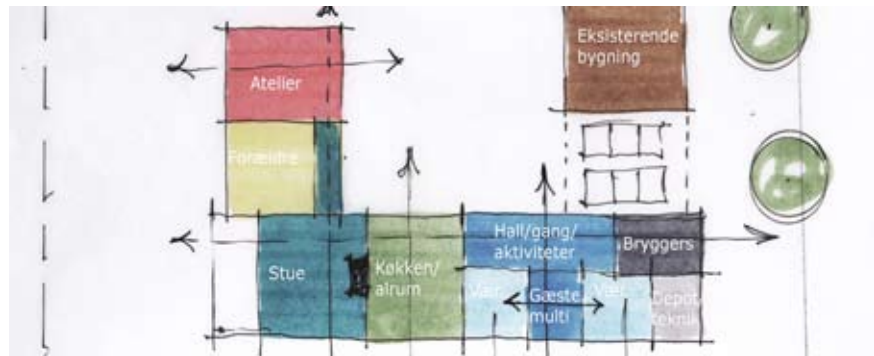 Eksisterende
bygning
Atelier
Forældre
Hall/gang/
aktiviteter
Bryggers
Stue
Køkken/
alrum
Vær.
Gæste
multi
Vær.
Depot/
teknik